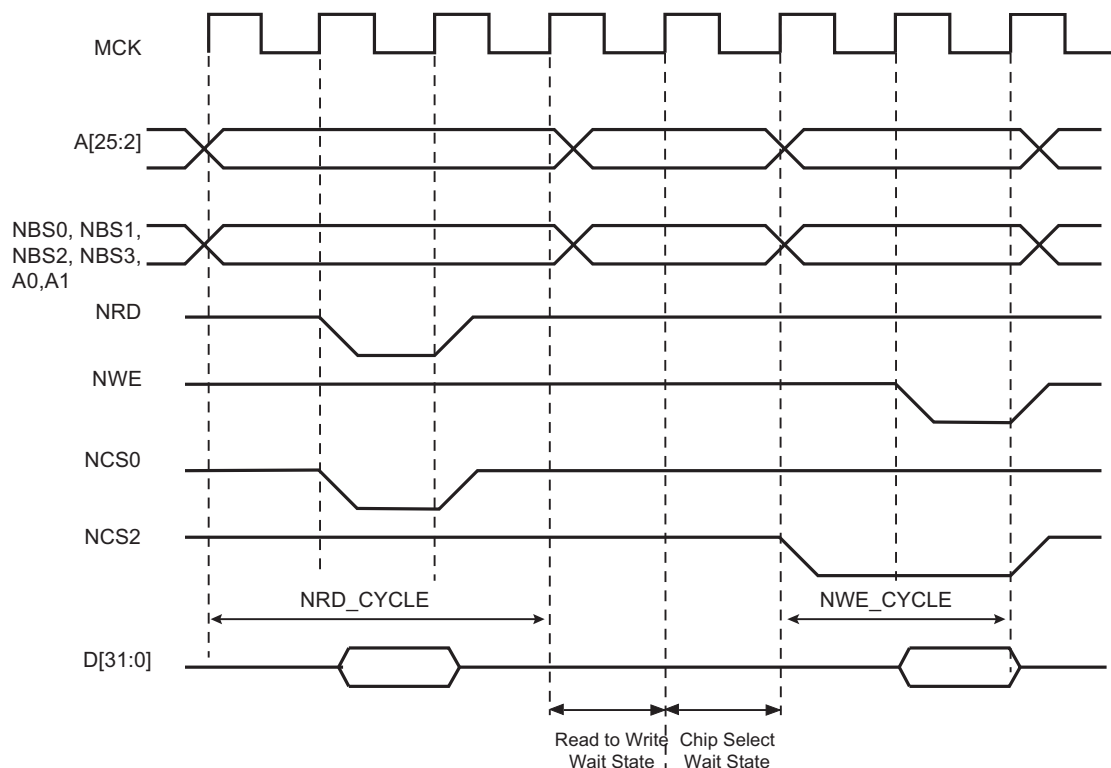 MCK
A[25:2]
NBS0, NBS1,
NBS2, NBS3,
A0,A1
NRD
NWE
NCS0
NCS2
NRD_CYCLE
NWE_CYCLE
D[31:0]
Read to Write
Wait State
Chip Select
Wait State